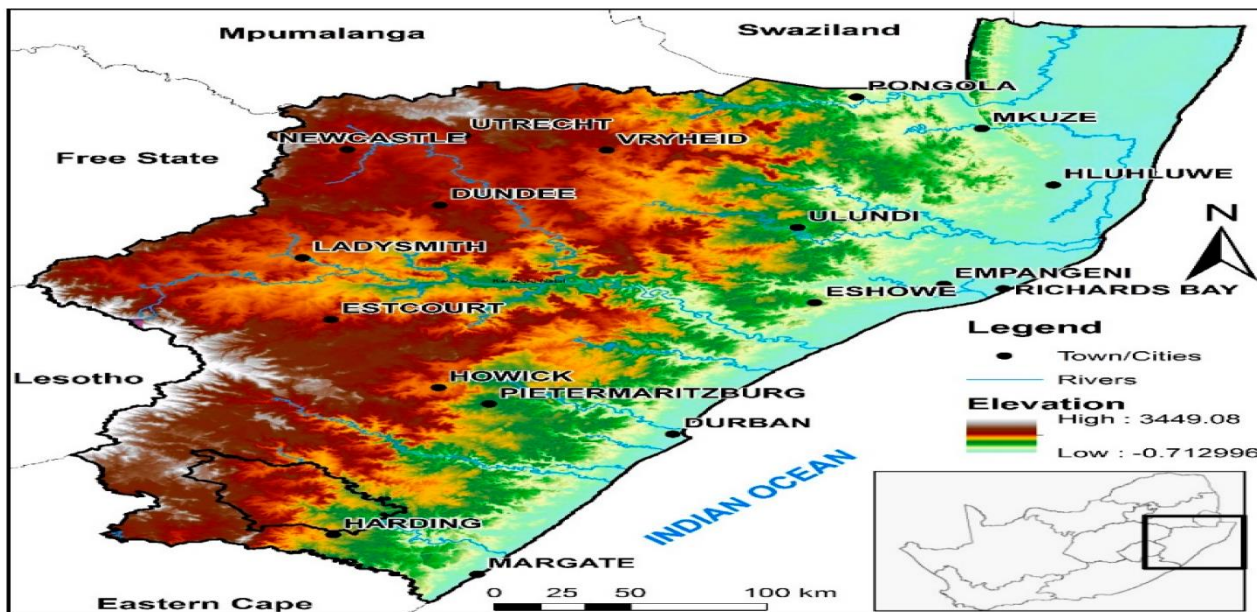 Mpumalanga
Swaziland
PONGOLA
UTRECHT
MKUZE
NEWCASTLE
VRYHEID
Free State
HLUHLUWE
DUNDEE
ULUNDI
N
LADYSMITH
EMPANGENI
ESHOWE
RICHARDS BAY
ESTCOURT
Legend
Town/Cities
Lesotho
HOWICK
Rivers
PIETERMARITZBURG
Elevation
DURBAN
High : 3449.08
Low : -0.712996
INDIAN OCEAN
HARDING
MARGATE
0 25 50 100 km
Eastern Cape